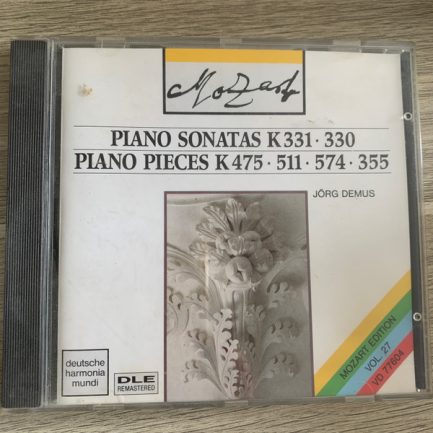 Mozart
PIANO SONATAS K 331 · 330
PIANO PIECES K 475 · 511 · 574 · 355
JÖRG DEMUS
MOZART EDITION
VOL. 27
VD 77604
deutsche
harmonia
mundi
DLE
REMASTERED